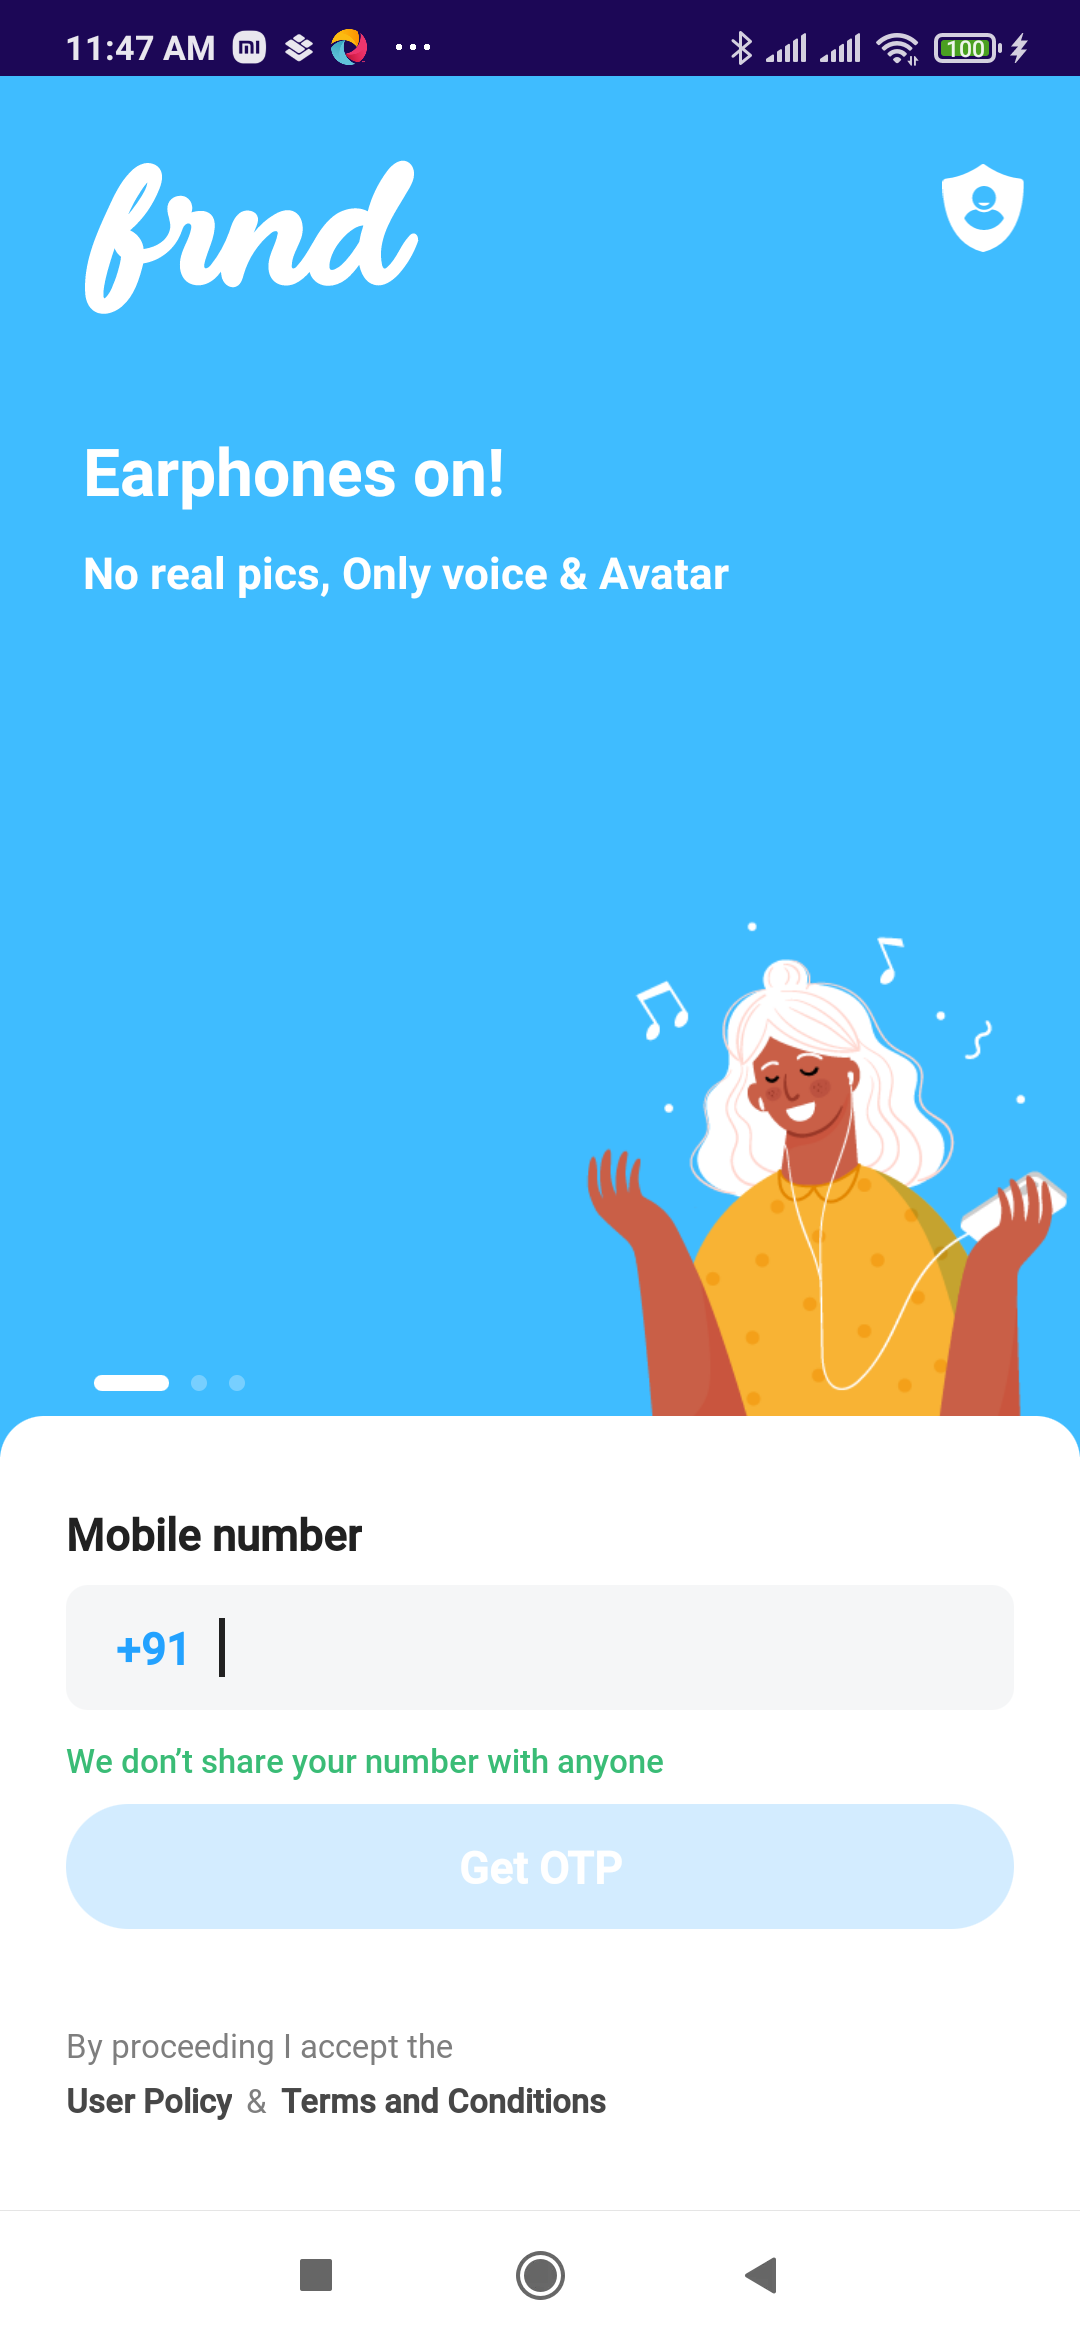 11:47 AM
100
frnd
Earphones on!
No real pics, Only voice & Avatar
Mobile number
+91
We don’t share your number with anyone
Get OTP
By proceeding I accept the
User Policy & Terms and Conditions